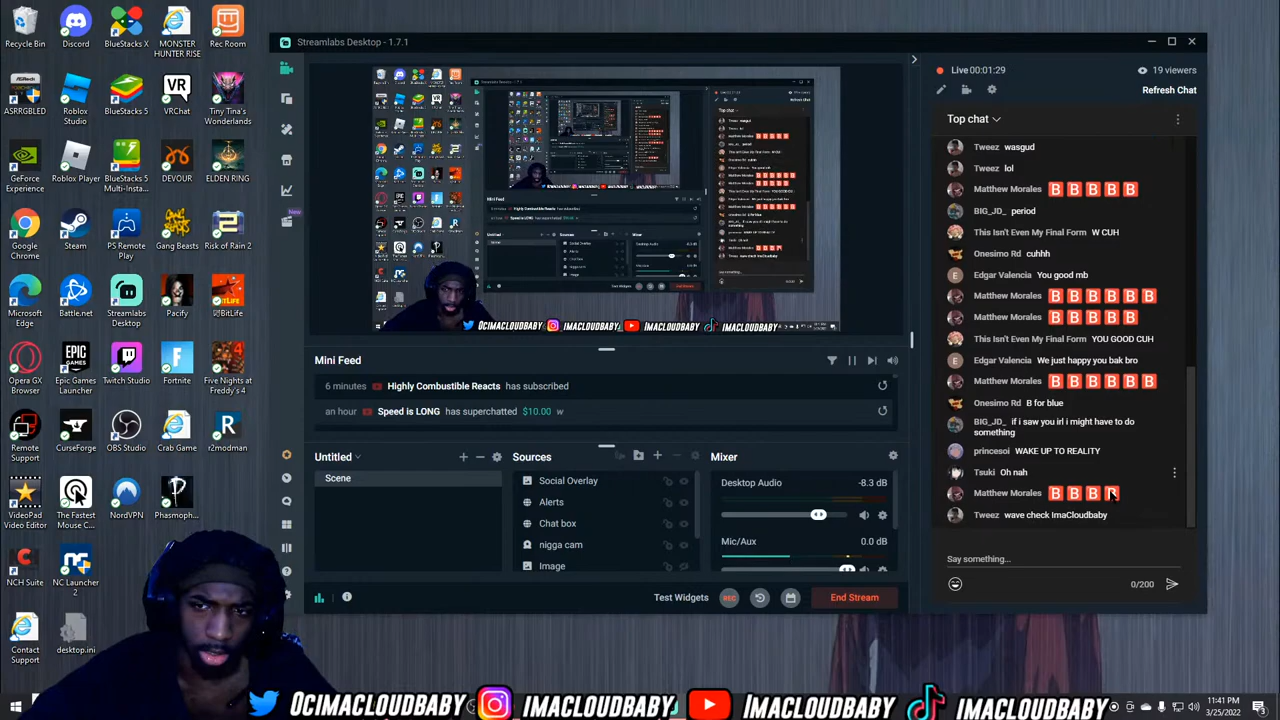 Recycle Bin
Discord
BlueStacks X
MONSTER HUNTER RISE
Rec Room
ASRRGBLED
Roblox Studio
BlueStacks 5
VRChat
Tiny Tina's Wonderlands
GeForce Experience
Roblox Player
BlueStacks 5 Multi-Insta...
DEVOUR
ELDEN RING
Google Chrome
Steam
PS Remote Play
Gang Beasts
Risk of Rain 2
Microsoft Edge
Battle.net
Streamlabs Desktop
Pacify
BitLife
Opera GX Browser
Epic Games Launcher
Twitch Studio
Fortnite
Five Nights at Freddy's 4
Remote Support
CurseForge
OBS Studio
Crab Game
r2modman
VideoPad Video Editor
The Fastest Mouse C...
NordVPN
Phasmoph...
NCH Suite
NC Launcher 2
Contact Support
desktop.ini
Streamlabs Desktop - 1.7.1
New
Mini Feed
6 minutes Highly Combustible Reacts has subscribed
an hour Speed is LONG has superchatted $10.00 w
Untitled
Scene
Sources
Social Overlay
Alerts
Chat box
nigga cam
Image
Mixer
Desktop Audio -8.3 dB
Mic/Aux 0.0 dB
Test Widgets REC End Stream
Live 00:01:29 19 viewers
Refresh Chat
Top chat
Tweez wasgud
Tweez lol
Matthew Morales B B B B B
BIG_JD_ period
This Isn't Even My Final Form W CUH
Onesimo Rd cuhhh
E Edgar Valencia You good mb
Matthew Morales B B B B B B
Matthew Morales B B B B B
This Isn't Even My Final Form YOU GOOD CUH
E Edgar Valencia We just happy you bak bro
Matthew Morales B B B B B B
Onesimo Rd B for blue
BIG_JD_ if i saw you irl i might have to do
something
princesoi WAKE UP TO REALITY
Tsuki Oh nah
Matthew Morales B B B B
Tweez wave check ImaCloudbaby
Say something...
0/200
OCIMACLOUDBABY IMACLOUDBABY IMACLOUDBABY IMACLOUDBABY
11:41 PM
3/25/2022